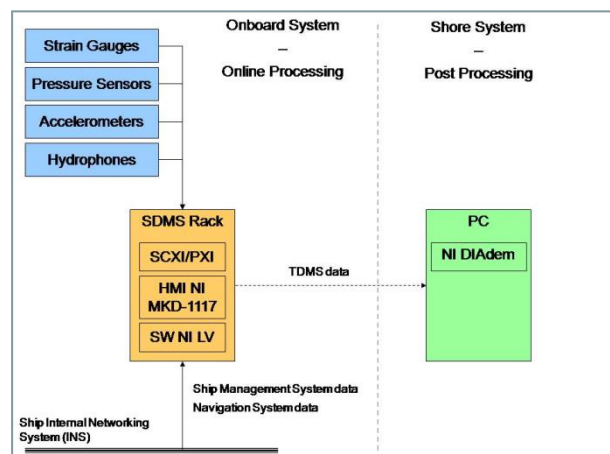 Onboard System
–
Online Processing
Shore System
–
Post Processing
Strain Gauges
Pressure Sensors
Accelerometers
Hydrophones
SDMS Rack
SCXI/PXI
HMI NI
MKD-1117
SW NI LV
TDMS data
PC
NI DIAdem
Ship Management System data
Navigation System data
Ship Internal Networking
System (INS)